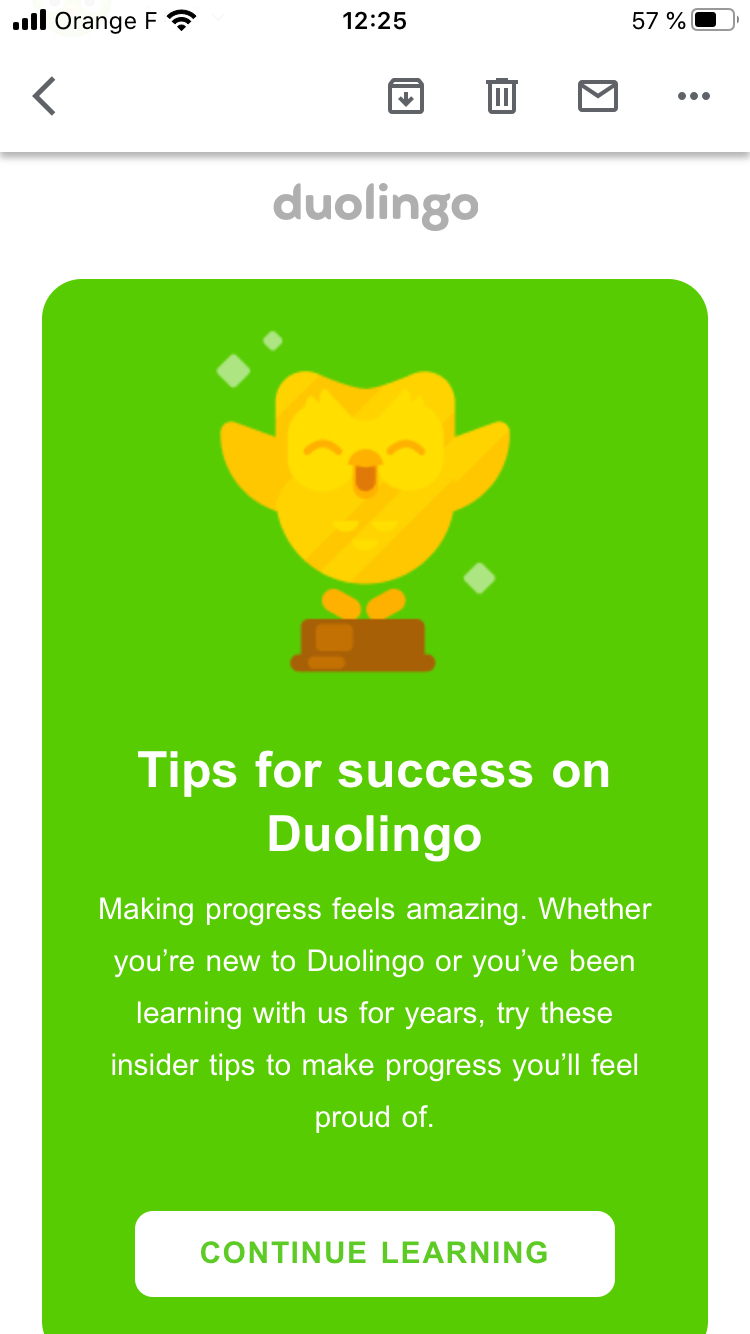 Orange F 12:25 57 %
duolingo
Tips for success on
Duolingo
Making progress feels amazing. Whether
you’re new to Duolingo or you’ve been
learning with us for years, try these
insider tips to make progress you’ll feel
proud of.
CONTINUE LEARNING